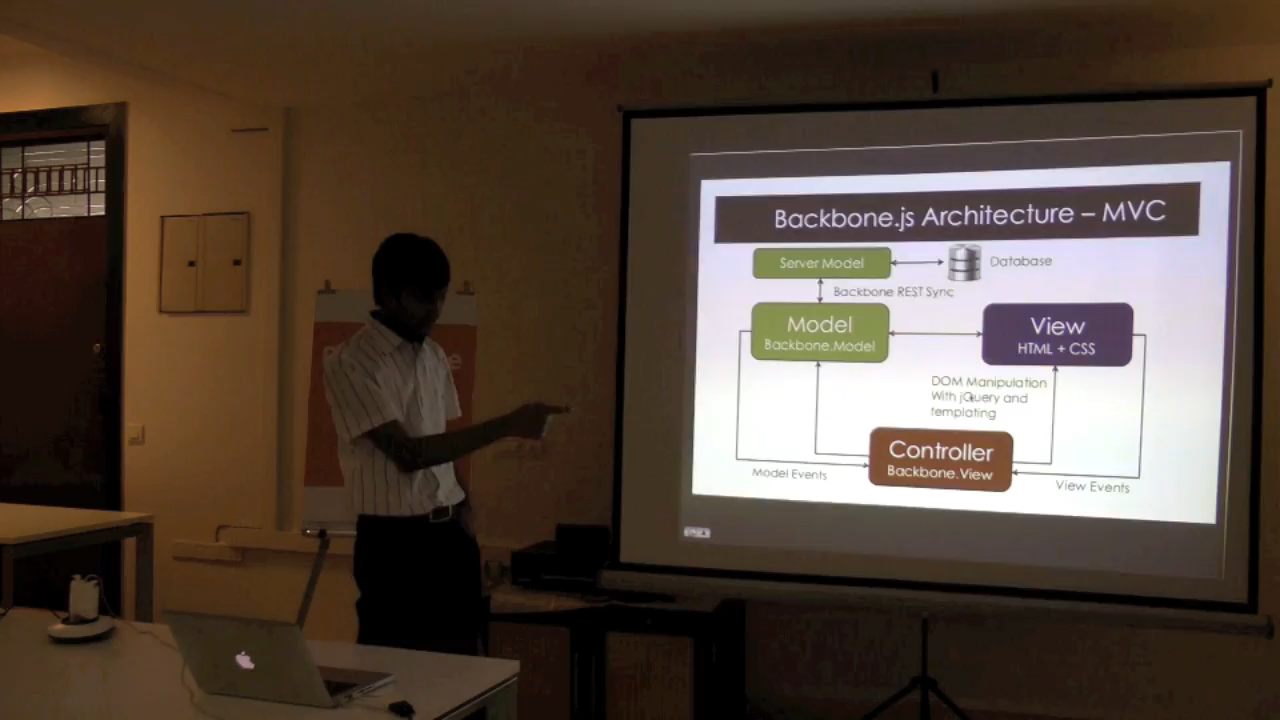 Backbone.js Architecture – MVC
Server Model
Database
Backbone REST Sync
Model
Backbone.Model
View
HTML + CSS
DOM Manipulation
With jQuery and
templating
Controller
Backbone.View
Model Events
View Events